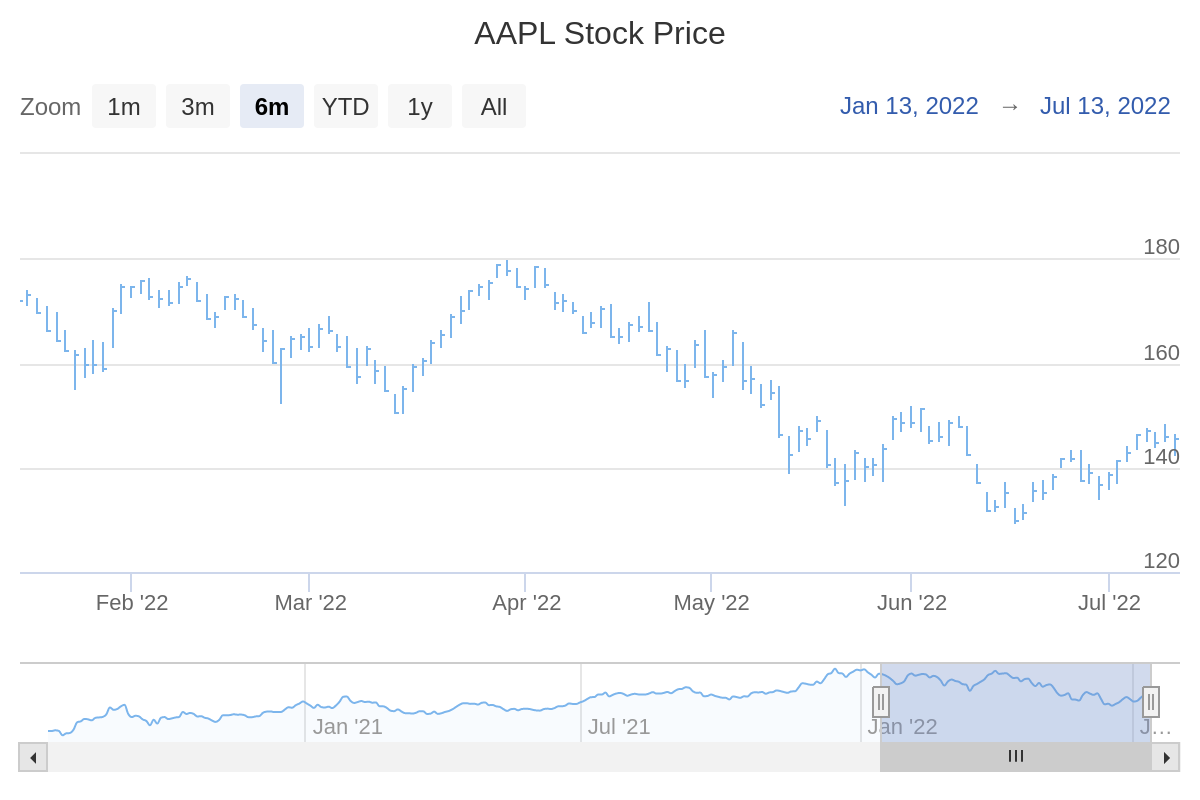 AAPL Stock Price
Zoom 1m 3m 6m YTD 1y All Jan 13, 2022 → Jul 13, 2022
180
160
140
120
Feb '22 Mar '22 Apr '22 May '22 Jun '22 Jul '22
Jan '21 Jul '21 Jan '22 J…